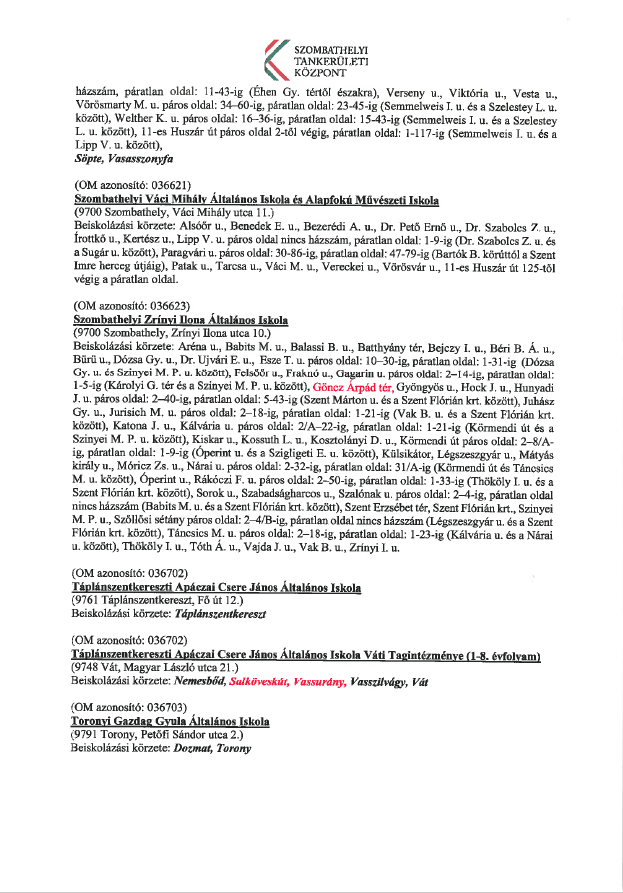 SZOMBATHELYI
TANKERÜLETI
KÖZPONT
házszám, páratlan oldal: 11-43-ig (Éhen Gy. tértől északra), Verseny u., Viktória u., Vesta u.,
Vörösmarty M. u. páros oldal: 34–60-ig, páratlan oldal: 23-45-ig (Semmelweis I. u. és a Szelestey L. u.
között), Welther K. u. páros oldal: 16–36-ig, páratlan oldal: 15-43-ig (Semmelweis I. u. és a Szelestey
L. u. között), 11-es Huszár út páros oldal 2-től végig, páratlan oldal: 1-117-ig (Semmelweis I. u. és a
Lipp V. u. között),
Söpte, Vasasszonyfa
(OM azonosító: 036621)
Szombathelyi Váci Mihály Általános Iskola és Alapfokú Művészeti Iskola
(9700 Szombathely, Váci Mihály utca 11.)
Beiskolázási körzete: Alsóőr u., Benedek E. u., Bezerédi A. u., Dr. Pető Ernő u., Dr. Szabolcs Z. u.,
Írottkő u., Kertész u., Lipp V. u. páros oldal nincs házszám, páratlan oldal: 1-9-ig (Dr. Szabolcs Z. u. és
a Sugár u. között), Paragvári u. páros oldal: 30-86-ig, páratlan oldal: 47-79-ig (Bartók B. körúttól a Szent
Imre herceg útjáig), Patak u., Tarcsa u., Váci M. u., Vereckei u., Vörösvár u., 11-es Huszár út 125-től
végig a páratlan oldal.
(OM azonosító: 036623)
Szombathelyi Zrínyi Ilona Általános Iskola
(9700 Szombathely, Zrínyi Ilona utca 10.)
Beiskolázási körzete: Aréna u., Babits M. u., Balassi B. u., Batthyány tér, Bejczy I. u., Béri B. Á. u.,
Bürü u., Dózsa Gy. u., Dr. Ujvári E. u., Esze T. u. páros oldal: 10–30-ig, páratlan oldal: 1-31-ig (Dózsa
Gy. u. és Szinyei M. P. u. között), Felsőőr u., Fraknó u., Gagarin u. páros oldal: 2–14-ig, páratlan oldal:
1-5-ig (Károlyi G. tér és a Szinyei M. P. u. között), Göncz Árpád tér, Gyöngyös u., Hock J. u., Hunyadi
J. u. páros oldal: 2–40-ig, páratlan oldal: 5-43-ig (Szent Márton u. és a Szent Flórián krt. között), Juhász
Gy. u., Jurisich M. u. páros oldal: 2–18-ig, páratlan oldal: 1-21-ig (Vak B. u. és a Szent Flórián krt.
között), Katona J. u., Kálvária u. páros oldal: 2/A–22-ig, páratlan oldal: 1-21-ig (Körmendi út és a
Szinyei M. P. u. között), Kiskar u., Kossuth L. u., Kosztolányi D. u., Körmendi út páros oldal: 2–8/A-
ig, páratlan oldal: 1-9-ig (Óperint u. és a Szigligeti E. u. között), Külsikátor, Légszeszgyár u., Mátyás
király u., Móricz Zs. u., Nárai u. páros oldal: 2-32-ig, páratlan oldal: 31/A-ig (Körmendi út és Táncsics
M. u. között), Óperint u., Rákóczi F. u. páros oldal: 2–50-ig, páratlan oldal: 1-33-ig (Thököly I. u. és a
Szent Flórián krt. között), Sorok u., Szabadságharcos u., Szalónak u. páros oldal: 2–4-ig, páratlan oldal
nincs házszám (Babits M. u. és a Szent Flórián krt. között), Szent Erzsébet tér, Szent Flórián krt., Szinyei
M. P. u., Szőllősi sétány páros oldal: 2–4/B-ig, páratlan oldal nincs házszám (Légszeszgyár u. és a Szent
Flórián krt. között), Táncsics M. u. páros oldal: 2–18-ig, páratlan oldal: 1-23-ig (Kálvária u. és a Nárai
u. között), Thököly I. u., Tóth Á. u., Vajda J. u., Vak B. u., Zrínyi I. u.
(OM azonosító: 036702)
Táplánszentkereszti Apáczai Csere János Általános Iskola
(9761 Táplánszentkereszt, Fő út 12.)
Beiskolázási körzete: Táplánszentkereszt
(OM azonosító: 036702)
Táplánszentkereszti Apáczai Csere János Általános Iskola Váti Tagintézménye (1-8. évfolyam)
(9748 Vát, Magyar László utca 21.)
Beiskolázási körzete: Nemesbőd, Salköveskút, Vassurány, Vasszilvágy, Vát
(OM azonosító: 036703)
Toronyi Gazdag Gyula Általános Iskola
(9791 Torony, Petőfi Sándor utca 2.)
Beiskolázási körzete: Dozmat, Torony